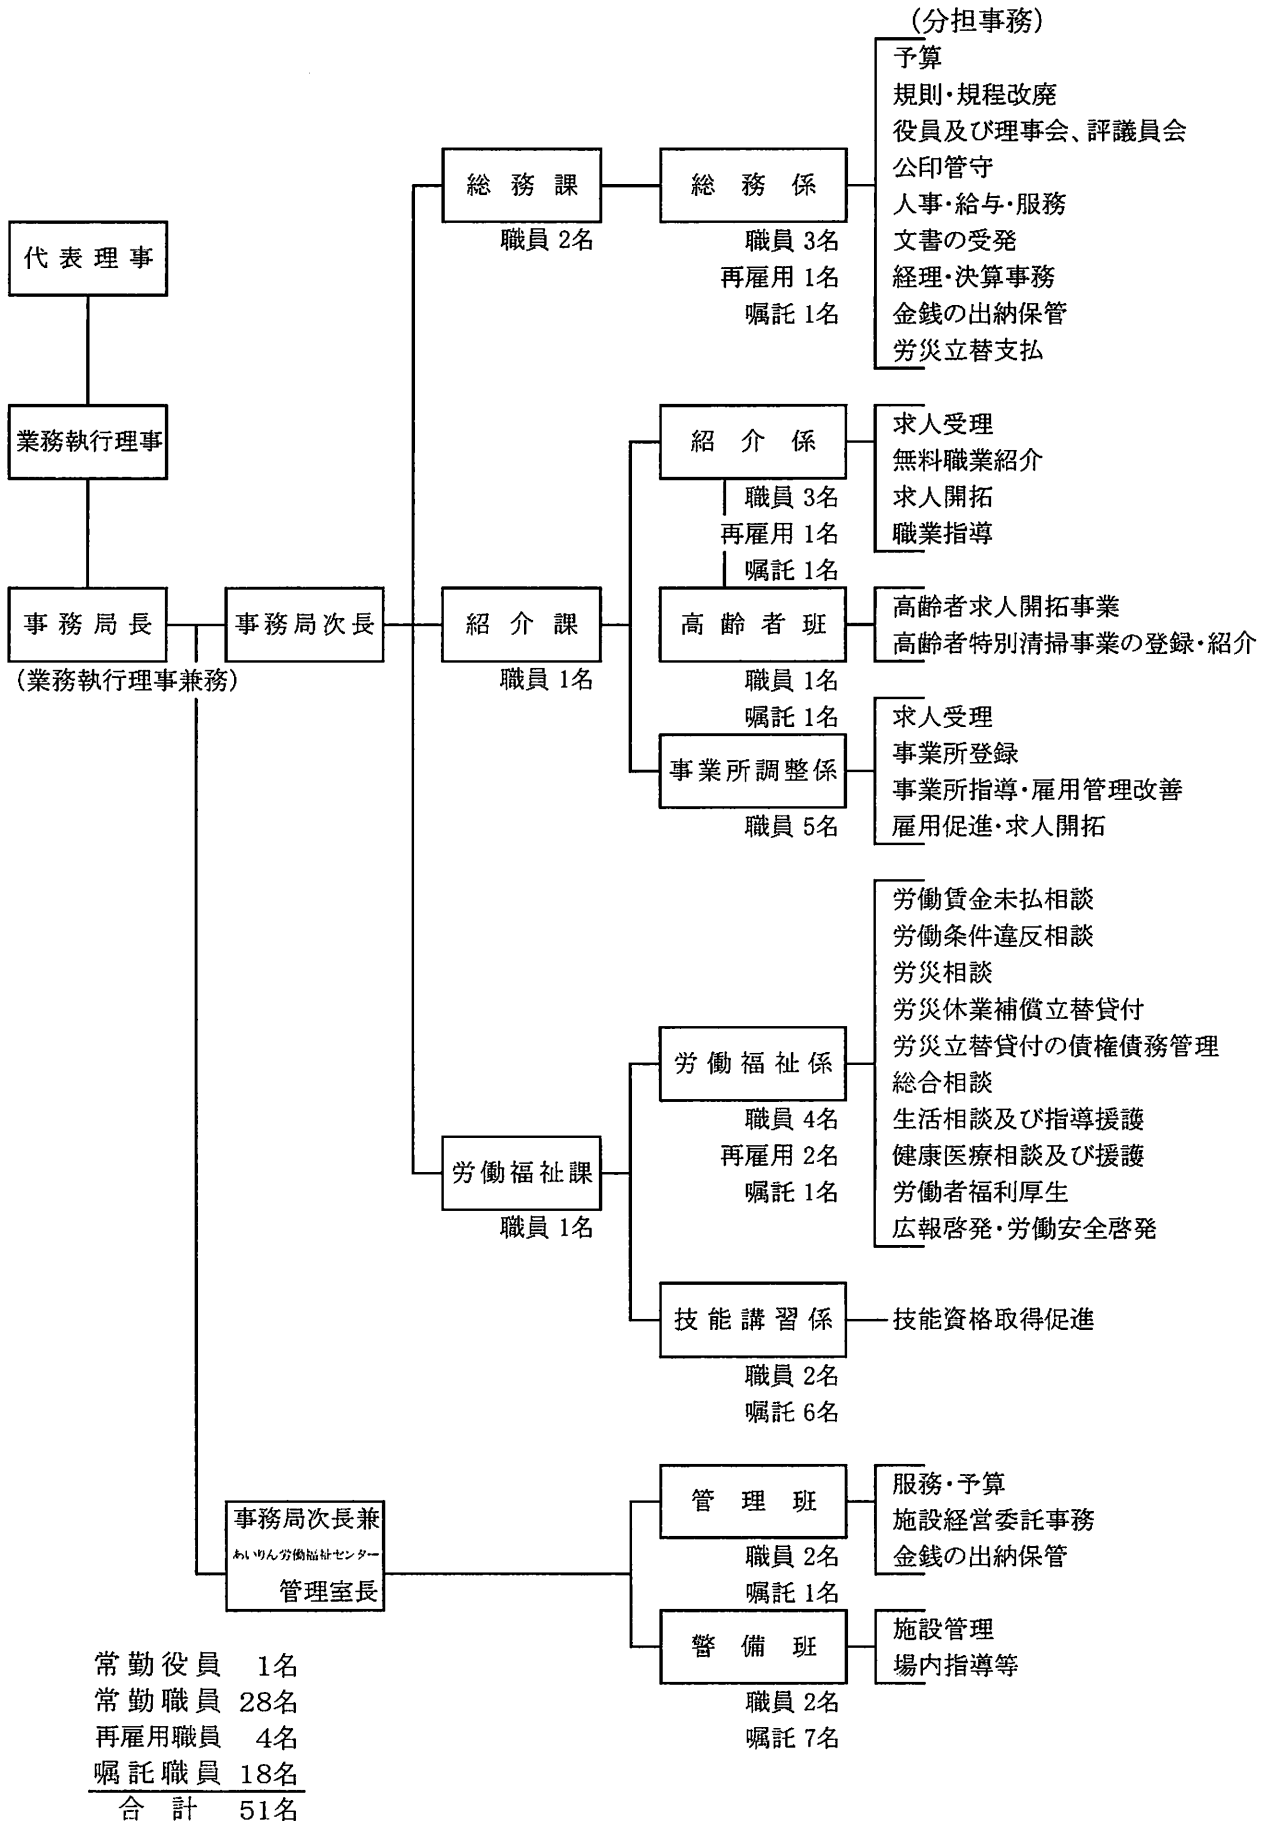 (分担事務)
代表理事
業務執行理事
事務局長
(業務執行理事兼務)
事務局次長
総務課
職員 2名
総務係
職員 3名
再雇用 1名
嘱託 1名
予算
規則・規程改廃
役員及び理事会、評議員会
公印管守
人事・給与・服務
文書の受発
経理・決算事務
金銭の出納保管
労災立替支払
紹介課
職員 1名
紹介係
職員 3名
再雇用 1名
嘱託 1名
求人受理
無料職業紹介
求人開拓
職業指導
高齢者班
職員 1名
嘱託 1名
高齢者求人開拓事業
高齢者特別清掃事業の登録・紹介
事業所調整係
職員 5名
求人受理
事業所登録
事業所指導・雇用管理改善
雇用促進・求人開拓
労働福祉課
職員 1名
労働福祉係
職員 4名
再雇用 2名
嘱託 1名
労働賃金未払相談
労働条件違反相談
労災相談
労災休業補償立替貸付
労災立替貸付の債権債務管理
総合相談
生活相談及び指導援護
健康医療相談及び援護
労働者福利厚生
広報啓発・労働安全啓発
技能講習係
職員 2名
嘱託 6名
技能資格取得促進
事務局次長兼
あいりん労働福祉センター
管理室長
管理班
職員 2名
嘱託 1名
服務・予算
施設経営委託事務
金銭の出納保管
警備班
職員 2名
嘱託 7名
施設管理
場内指導等
常勤役員 1名
常勤職員 28名
再雇用職員 4名
嘱託職員 18名
合計 51名